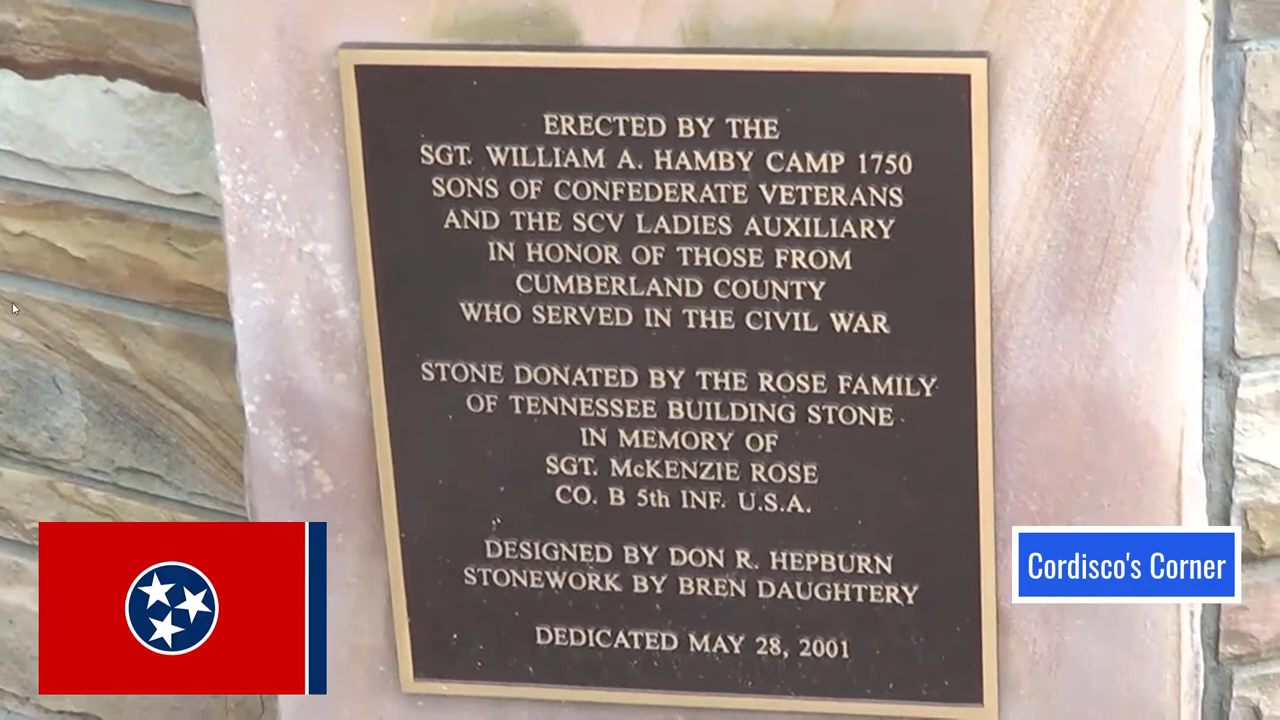 ERECTED BY THE
SGT. WILLIAM A. HAMBY CAMP 1750
SONS OF CONFEDERATE VETERANS
AND THE SCV LADIES AUXILIARY
IN HONOR OF THOSE FROM
CUMBERLAND COUNTY
WHO SERVED IN THE CIVIL WAR
STONE DONATED BY THE ROSE FAMILY
OF TENNESSEE BUILDING STONE
IN MEMORY OF
SGT. McKENZIE ROSE
CO. B 5th INF. U.S.A.
DESIGNED BY DON R. HEPBURN
STONEWORK BY BREN DAUGHTERY
DEDICATED MAY 28, 2001
Cordisco's Corner